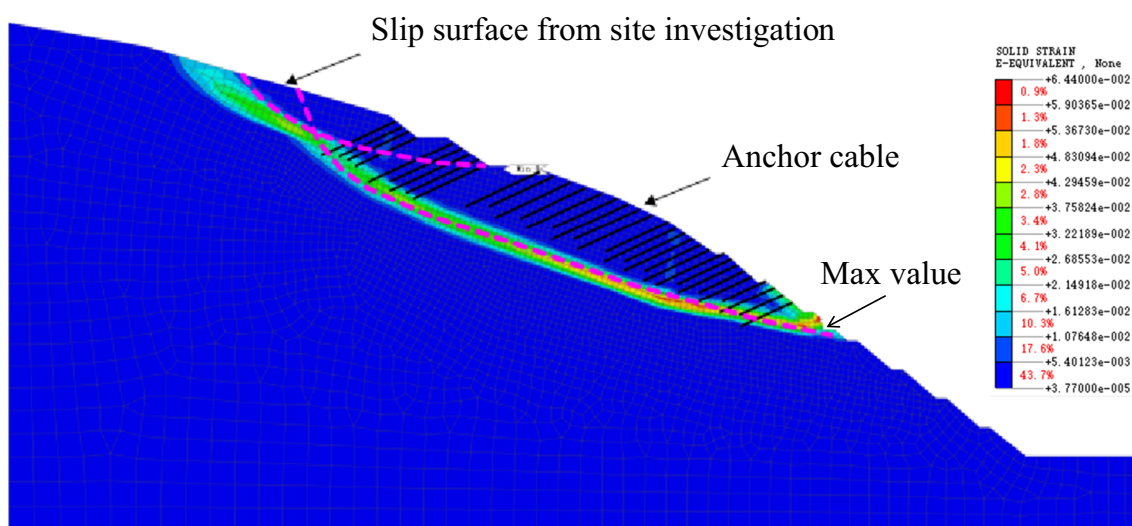 Slip surface from site investigation
SOLID STRAIN
E-EQUIVALENT , None
+6.44000e-002
0.9%
+5.90365e-002
1.3%
+5.36730e-002
1.8%
+4.83094e-002
2.3%
+4.29459e-002
2.8%
+3.75824e-002
3.4%
+3.22189e-002
4.1%
+2.68553e-002
5.0%
+2.14918e-002
6.7%
+1.61283e-002
10.3%
+1.07648e-002
17.6%
+5.40123e-003
43.7%
+3.77000e-005
Anchor cable
Max value